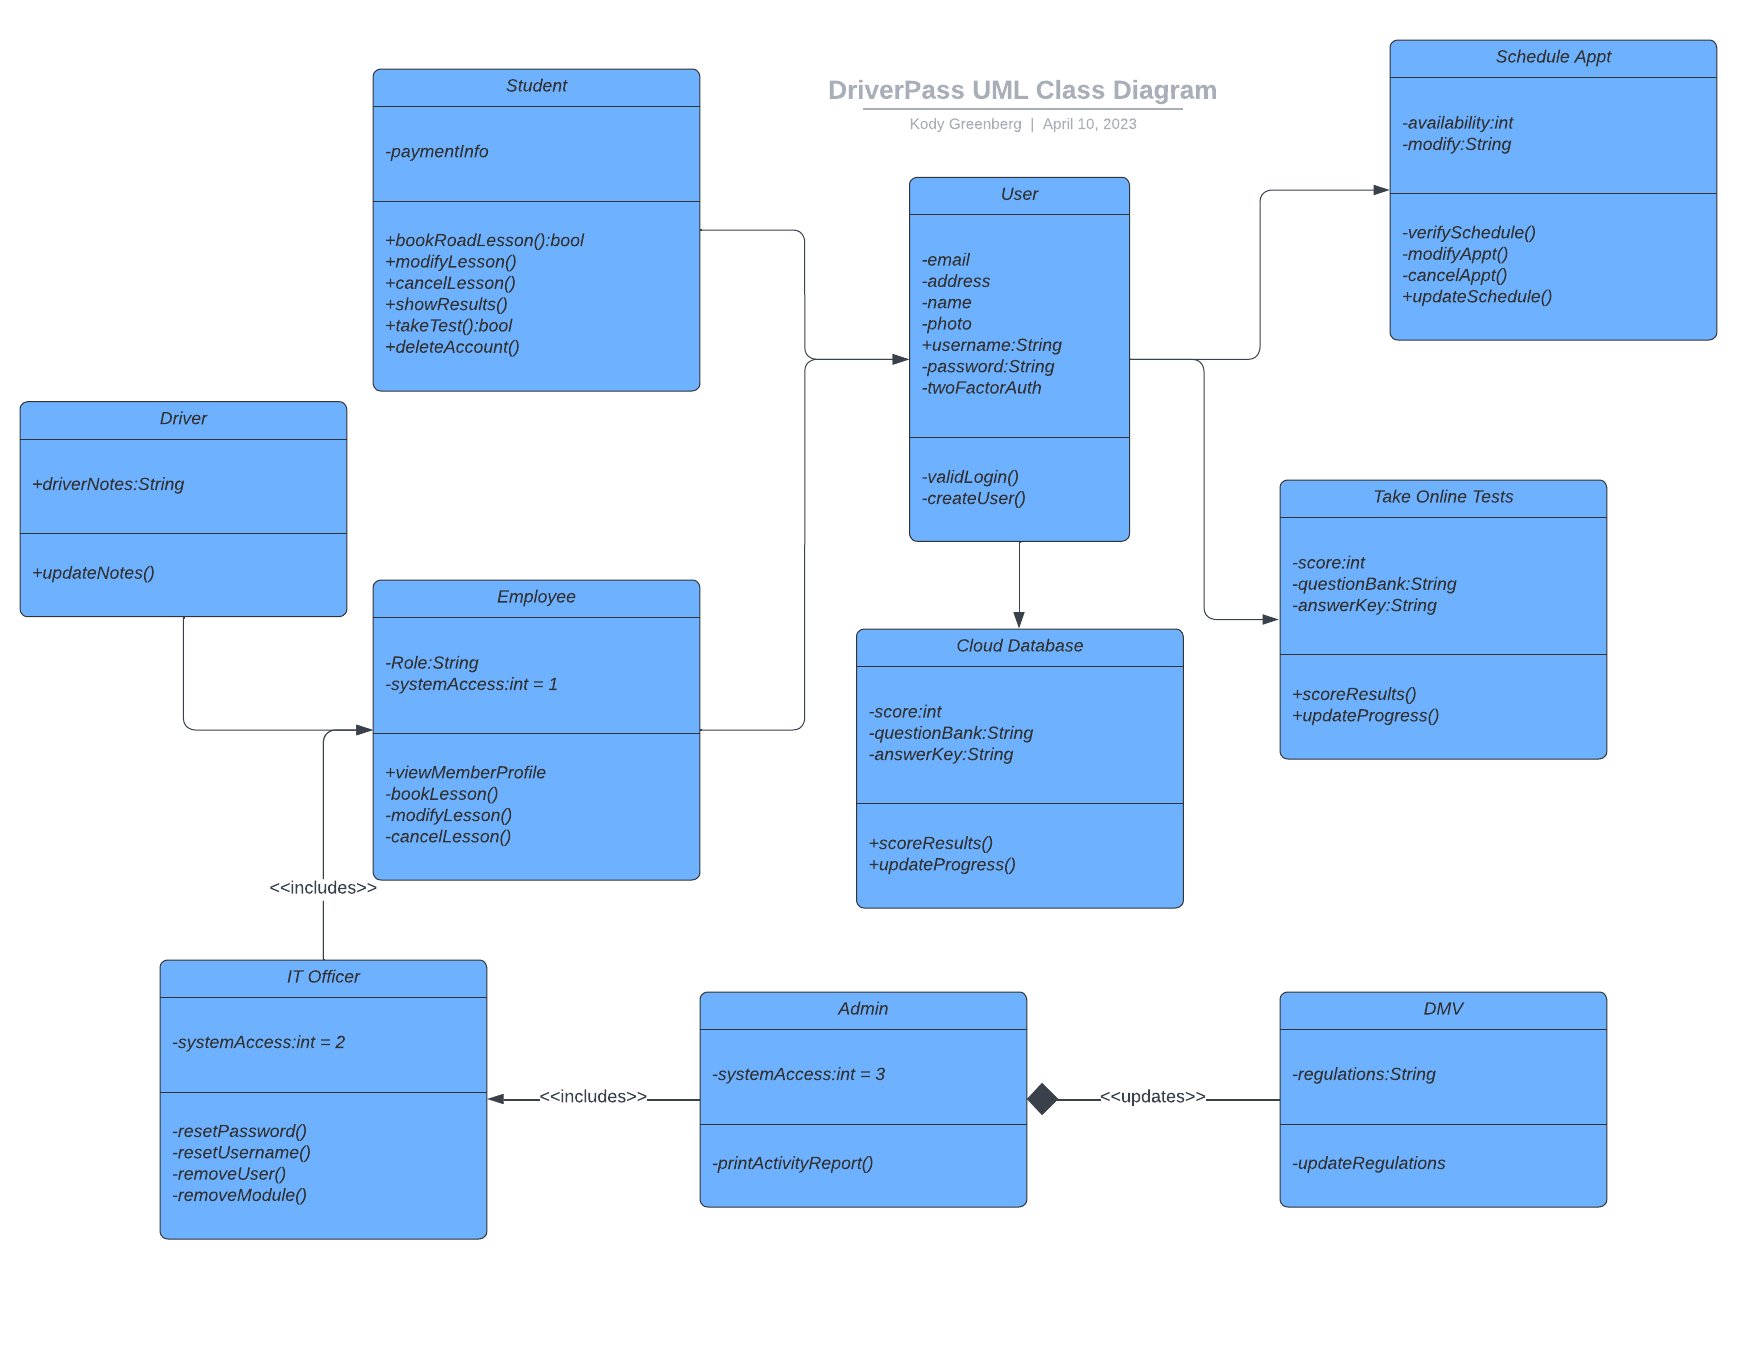 DriverPass UML Class Diagram
Kody Greenberg | April 10, 2023
Student
-paymentInfo
+bookRoadLesson():bool
+modifyLesson()
+cancelLesson()
+showResults()
+takeTest():bool
+deleteAccount()
User
-email
-address
-name
-photo
+username:String
-password:String
-twoFactorAuth
-validLogin()
-createUser()
Schedule Appt
-availability:int
-modify:String
-verifySchedule()
-modifyAppt()
-cancelAppt()
+updateSchedule()
Driver
+driverNotes:String
+updateNotes()
Employee
-Role:String
-systemAccess:int = 1
+viewMemberProfile
-bookLesson()
-modifyLesson()
-cancelLesson()
Cloud Database
-score:int
-questionBank:String
-answerKey:String
+scoreResults()
+updateProgress()
Take Online Tests
-score:int
-questionBank:String
-answerKey:String
+scoreResults()
+updateProgress()
<<includes>>
IT Officer
-systemAccess:int = 2
-resetPassword()
-resetUsername()
-removeUser()
-removeModule()
<<includes>>
Admin
-systemAccess:int = 3
-printActivityReport()
<<updates>>
DMV
-regulations:String
-updateRegulations